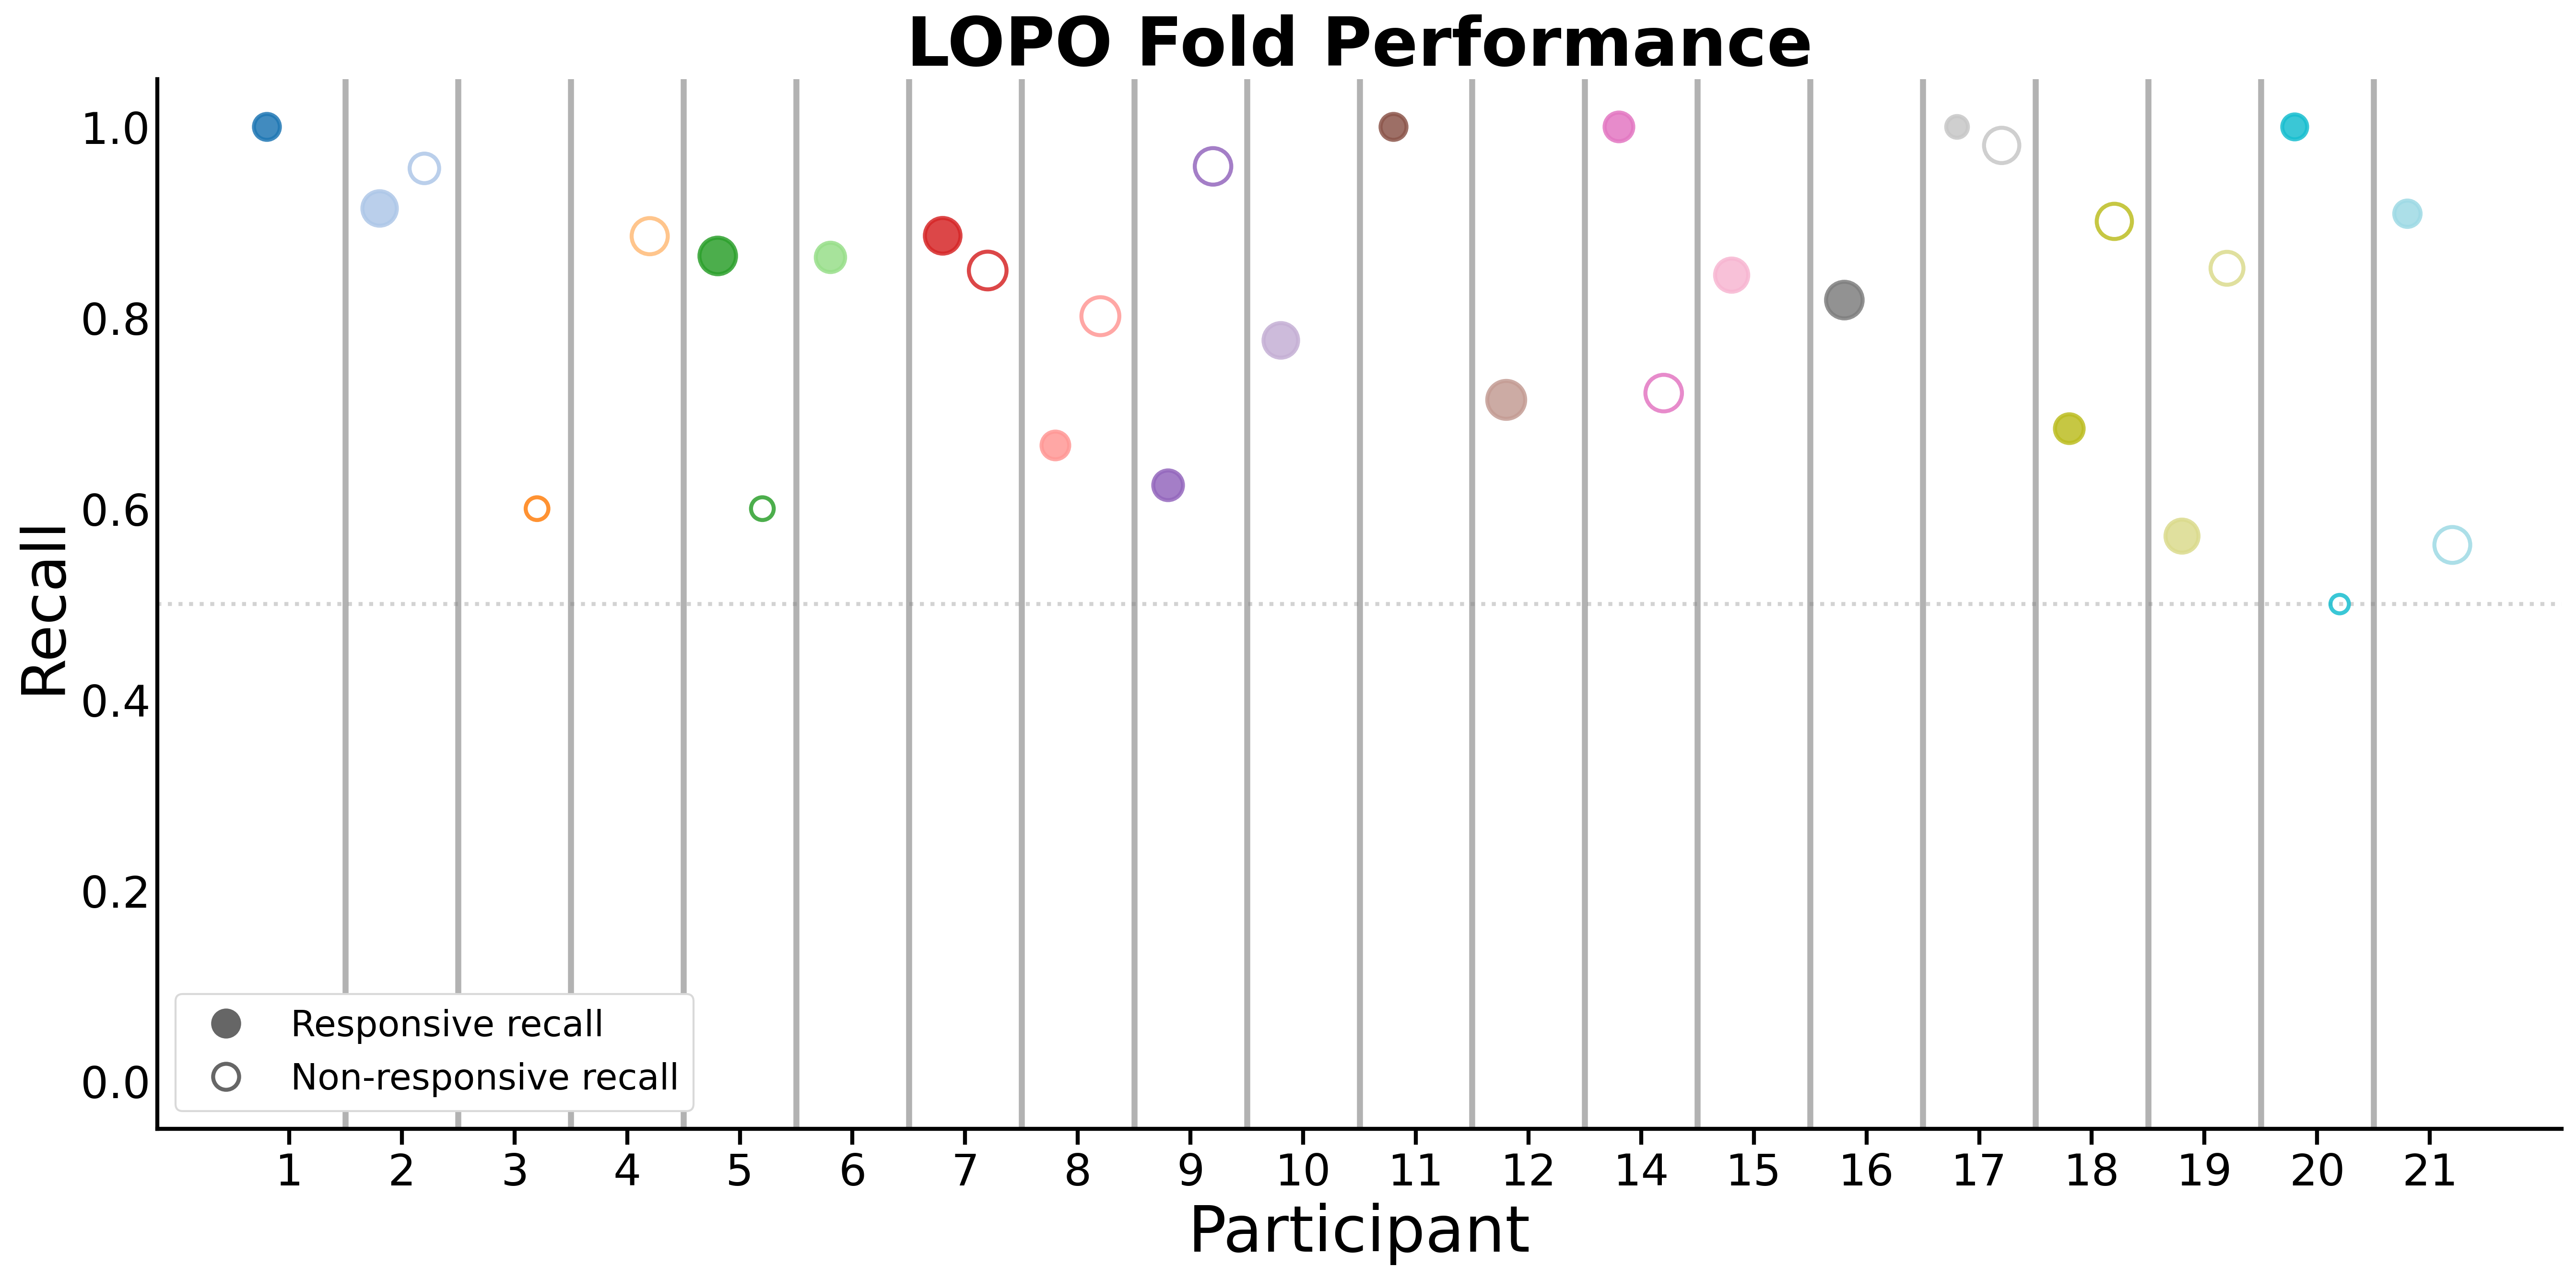 LOPO Fold Performance
Recall
1.0
0.8
0.6
0.4
0.2
0.0
Responsive recall
Non-responsive recall
1 2 3 4 5 6 7 8 9 10 11 12 14 15 16 17 18 19 20 21
Participant